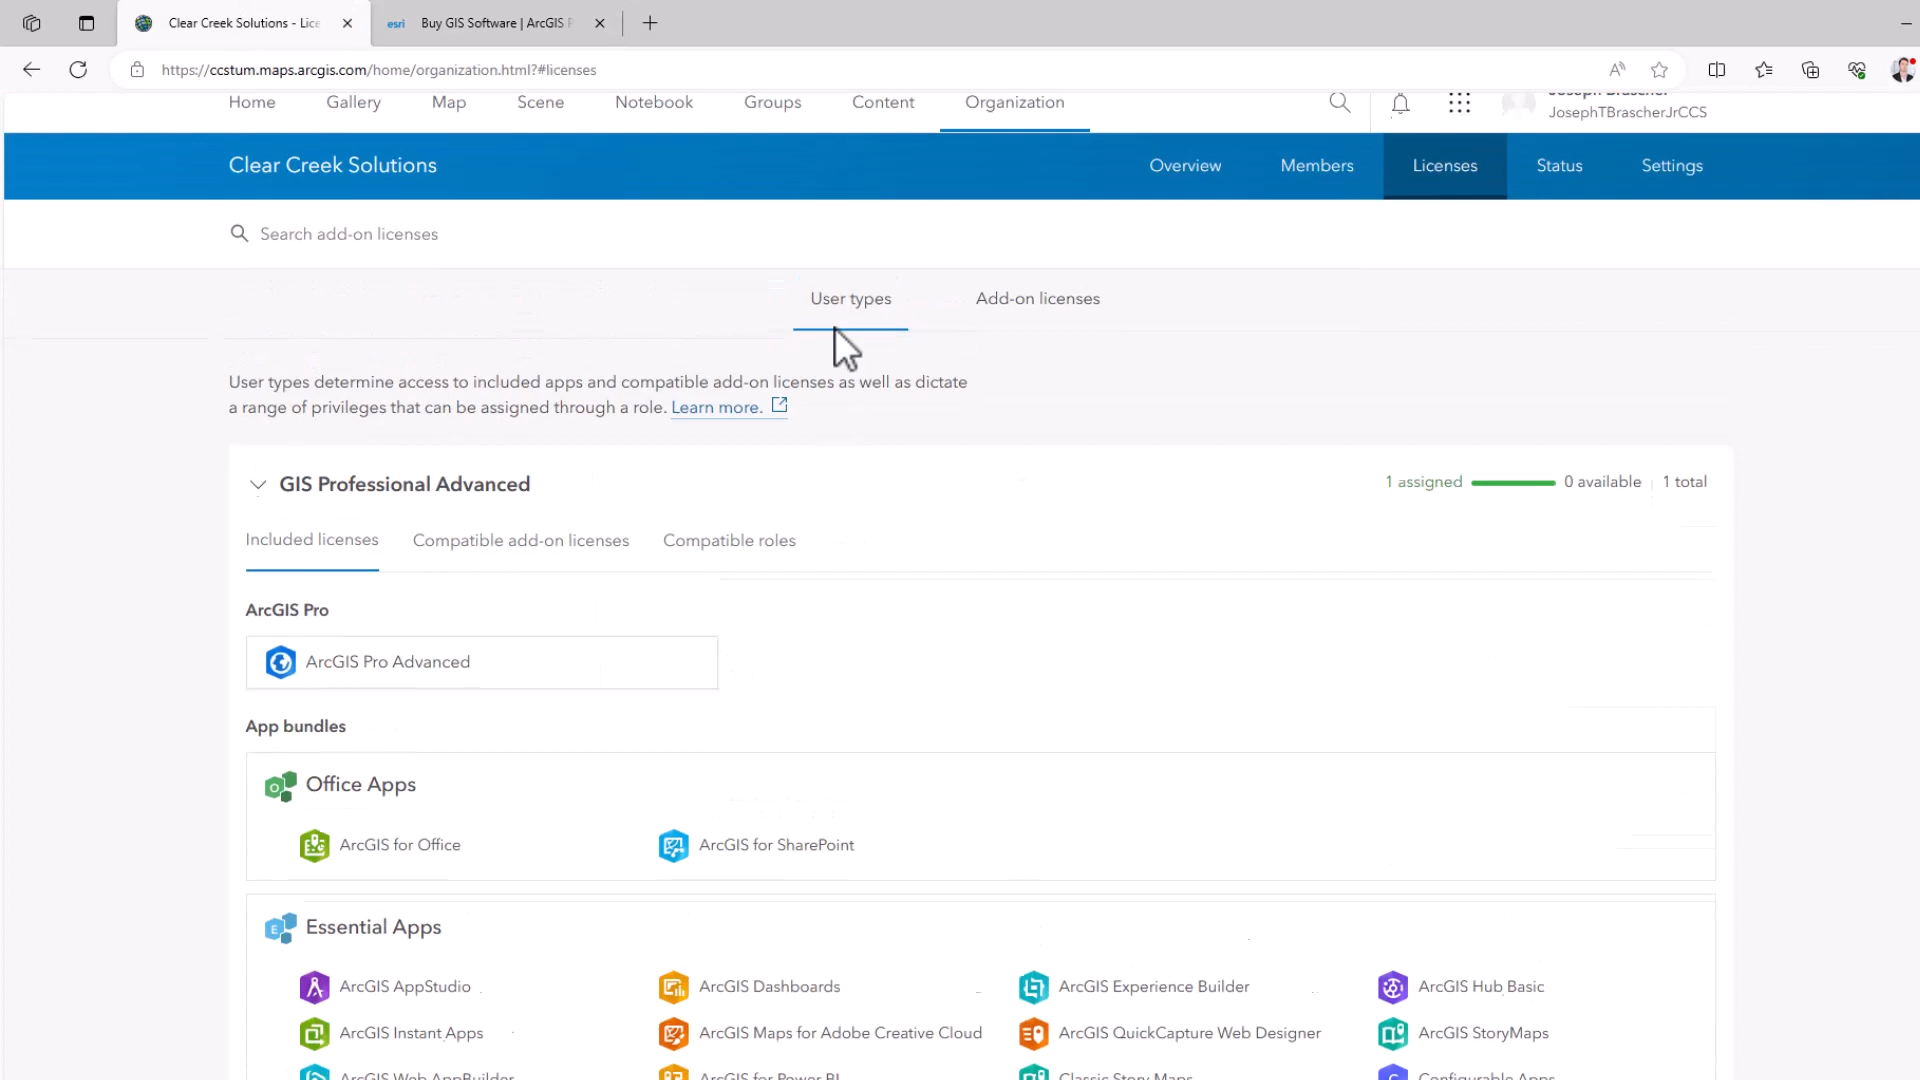 Clear Creek Solutions - Lice
esri Buy GIS Software | ArcGIS P
https://ccstum.maps.arcgis.com/home/organization.html?#licenses
Home Gallery Map Scene Notebook Groups Content Organization
Joseph Brascher
JosephTBrascherJrCCS
Clear Creek Solutions
Overview Members Licenses Status Settings
Search add-on licenses
User types Add-on licenses
User types determine access to included apps and compatible add-on licenses as well as dictate
a range of privileges that can be assigned through a role. Learn more.
GIS Professional Advanced
1 assigned 0 available 1 total
Included licenses Compatible add-on licenses Compatible roles
ArcGIS Pro
ArcGIS Pro Advanced
App bundles
Office Apps
ArcGIS for Office ArcGIS for SharePoint
Essential Apps
ArcGIS AppStudio ArcGIS Dashboards ArcGIS Experience Builder ArcGIS Hub Basic
ArcGIS Instant Apps ArcGIS Maps for Adobe Creative Cloud ArcGIS QuickCapture Web Designer ArcGIS StoryMaps
ArcGIS Web AppBuilder ArcGIS for Power BI Classic Story Maps Configurable Apps